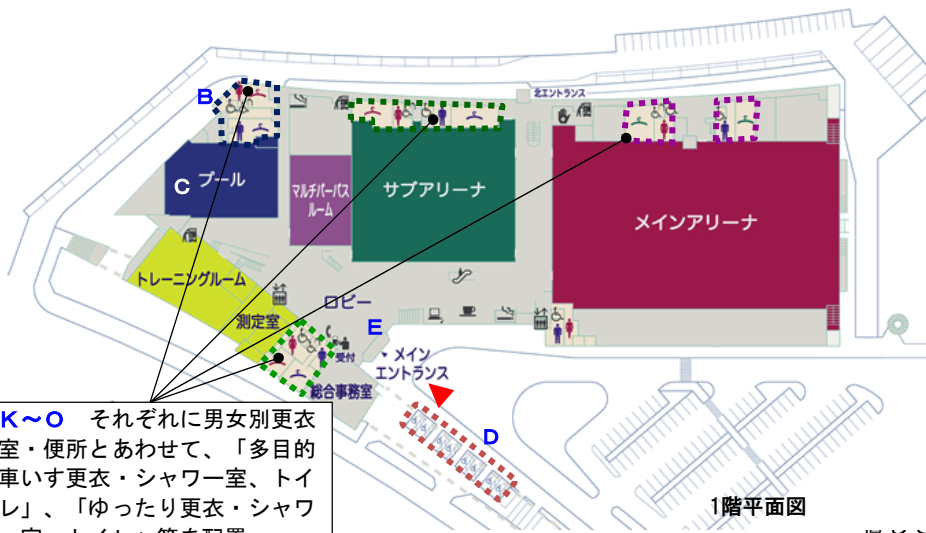 北エントランス
B
C プール
マルチパーパス
ルーム
サブアリーナ
メインアリーナ
トレーニングルーム
測定室
ロビー
E
受付
メイン
エントランス
総合事務室
D
K～O それぞれに男女別更衣
室・便所とあわせて、「多目的
車いす更衣・シャワー室、トイ
レ」、「ゆったり更衣・シャワ
1階平面図